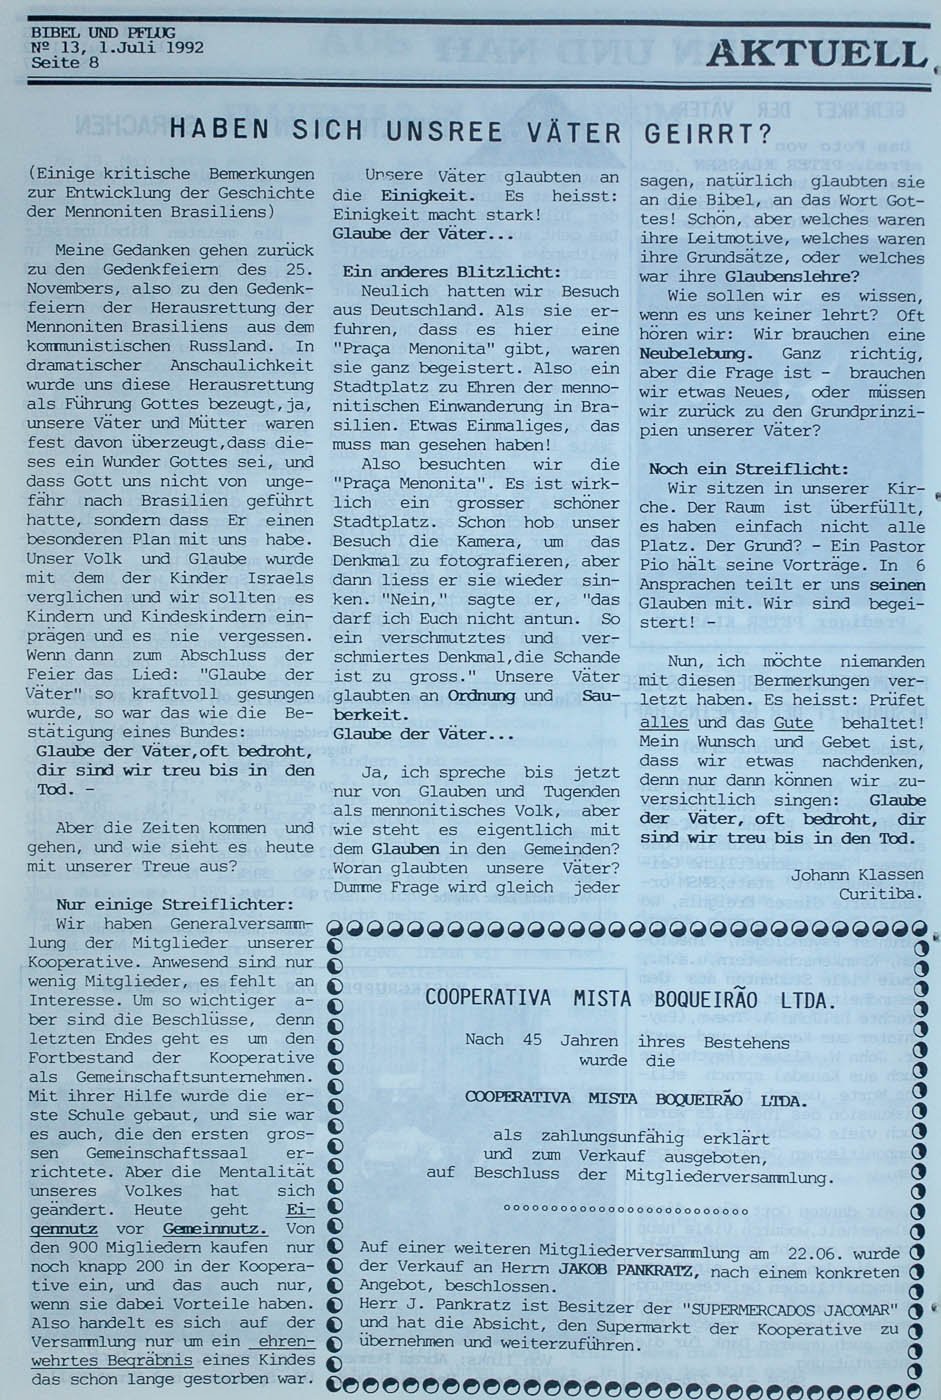 BIBEL UND PFLUG
Nº 13, 1.Juli 1992
Seite 8
AKTUELL
HABEN SICH UNSREE VÄTER GEIRRT?
(Einige kritische Bemerkungen
zur Entwicklung der Geschichte
der Mennoniten Brasiliens)
Meine Gedanken gehen zurück
zu den Gedenkfeiern des 25.
Novembers, also zu den Gedenk-
feiern der Herausrettung der
Mennoniten Brasiliens aus dem
kommunistischen Russland. In
dramatischer Anschaulichkeit
wurde uns diese Herausrettung
als Führung Gottes bezeugt,ja,
unsere Väter und Mütter waren
fest davon überzeugt,dass die-
ses ein Wunder Gottes sei, und
dass Gott uns nicht von unge-
fähr nach Brasilien geführt
hatte, sondern dass Er einen
besonderen Plan mit uns habe.
Unser Volk und Glaube wurde
mit dem der Kinder Israels
verglichen und wir sollten es
Kindern und Kindeskindern ein-
prägen und es nie vergessen.
Wenn dann zum Abschluss der
Feier das Lied: "Glaube der
Väter" so kraftvoll gesungen
wurde, so war das wie die Be-
stätigung eines Bundes:
Glaube der Väter,oft bedroht,
dir sind wir treu bis in den
Tod. -
Aber die Zeiten kommen und
gehen, und wie sieht es heute
mit unserer Treue aus?
Nur einige Streiflichter:
Wir haben Generalversamm-
lung der Mitglieder unserer
Kooperative. Anwesend sind nur
wenig Mitglieder, es fehlt an
Interesse. Um so wichtiger a-
ber sind die Beschlüsse, denn
letzten Endes geht es um den
Fortbestand der Kooperative
als Gemeinschaftsunternehmen.
Mit ihrer Hilfe wurde die er-
ste Schule gebaut, und sie war
es auch, die den ersten gros-
sen Gemeinschaftssaal er-
richtete. Aber die Mentalität
unseres Volkes hat sich
geändert. Heute geht Ei-
gennutz vor Gemeinnutz. Von
den 900 Migliedern kaufen nur
noch knapp 200 in der Koopera-
tive ein, und das auch nur,
wenn sie dabei Vorteile haben.
Also handelt es sich auf der
Versammlung nur um ein ehren-
wehrtes Begräbnis eines Kindes
das schon lange gestorben war.
Unsere Väter glaubten an
die Einigkeit. Es heisst:
Einigkeit macht stark!
Glaube der Väter...
Ein anderes Blitzlicht:
Neulich hatten wir Besuch
aus Deutschland. Als sie er-
fuhren, dass es hier eine
"Praça Menonita" gibt, waren
sie ganz begeistert. Also ein
Stadtplatz zu Ehren der menno-
nitischen Einwanderung in Bra-
silien. Etwas Einmaliges, das
muss man gesehen haben!
Also besuchten wir die
"Praça Menonita". Es ist wirk-
lich ein grosser schöner
Stadtplatz. Schon hob unser
Besuch die Kamera, um das
Denkmal zu fotografieren, aber
dann liess er sie wieder sin-
ken. "Nein," sagte er, "das
darf ich Euch nicht antun. So
ein verschmutztes und ver-
schmiertes Denkmal,die Schande
ist zu gross." Unsere Väter
glaubten an Ordnung und Sau-
berkeit.
Glaube der Väter...
Ja, ich spreche bis jetzt
nur von Glauben und Tugenden
als mennonitisches Volk, aber
wie steht es eigentlich mit
dem Glauben in den Gemeinden?
Woran glaubten unsere Väter?
Dumme Frage wird gleich jeder
sagen, natürlich glaubten sie
an die Bibel, an das Wort Got-
tes! Schön, aber welches waren
ihre Leitmotive, welches waren
ihre Grundsätze, oder welches
war ihre Glaubenslehre?
Wie sollen wir es wissen,
wenn es uns keiner lehrt? Oft
hören wir: Wir brauchen eine
Neubelebung. Ganz richtig,
aber die Frage ist - brauchen
wir etwas Neues, oder müssen
wir zurück zu den Grundprinzi-
pien unserer Väter?
Noch ein Streiflicht:
Wir sitzen in unserer Kir-
che. Der Raum ist überfüllt,
es haben einfach nicht alle
Platz. Der Grund? - Ein Pastor
Pio hält seine Vorträge. In 6
Ansprachen teilt er uns seinen
Glauben mit. Wir sind begei-
stert! -
Nun, ich möchte niemanden
mit diesen Bermerkungen ver-
letzt haben. Es heisst: Prüfet
alles und das Gute behaltet!
Mein Wunsch und Gebet ist,
dass wir etwas nachdenken,
denn nur dann können wir zu-
versichtlich singen: Glaube
der Väter, oft bedroht, dir
sind wir treu bis in den Tod.
Johann Klassen
Curitiba.
COOPERATIVA MISTA BOQUEIRÃO LTDA.
Nach 45 Jahren ihres Bestehens
wurde die
COOPERATIVA MISTA BOQUEIRÃO LTDA.
als zahlungsunfähig erklärt
und zum Verkauf ausgeboten,
auf Beschluss der Mitgliederversammlung.
Auf einer weiteren Mitgliederversammlung am 22.06. wurde
der Verkauf an Herrn JAKOB PANKRATZ, nach einem konkreten
Angebot, beschlossen.
Herr J. Pankratz ist Besitzer der "SUPERMERCADOS JACOMAR"
und hat die Absicht, den Supermarkt der Kooperative zu
übernehmen und weiterzuführen.